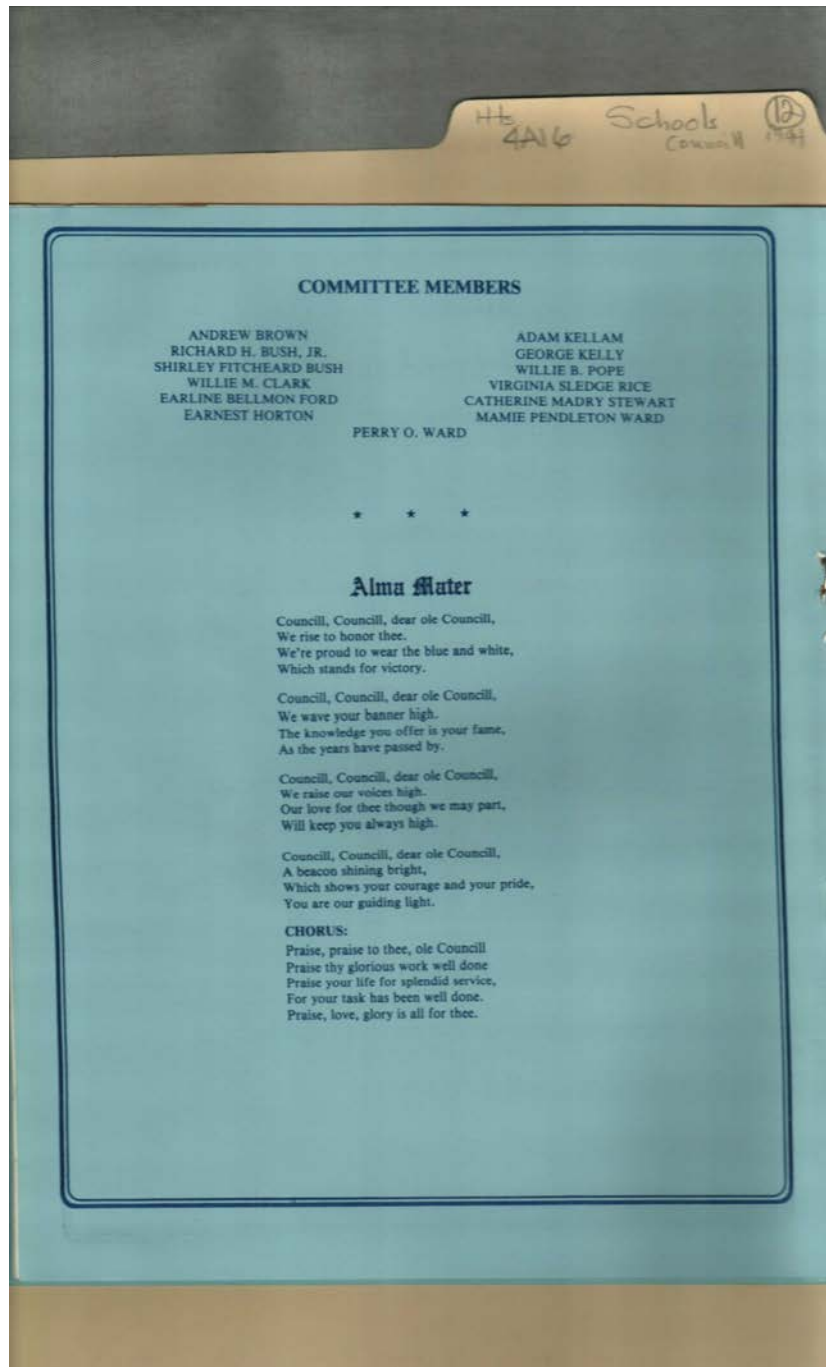 Hts
4A16
Schools
Councill
12
COMMITTEE MEMBERS
ANDREW BROWN
RICHARD H. BUSH, JR.
SHIRLEY FITCHEARD BUSH
WILLIE M. CLARK
EARLINE BELLMON FORD
EARNEST HORTON
ADAM KELLAM
GEORGE KELLY
WILLIE B. POPE
VIRGINIA SLEDGE RICE
CATHERINE MADRY STEWART
MAMIE PENDLETON WARD
PERRY O. WARD
Alma Mater
Councill, Councill, dear ole Councill,
We rise to honor thee.
We're proud to wear the blue and white,
Which stands for victory.
Councill, Councill, dear ole Councill,
We wave your banner high.
The knowledge you offer is your fame,
As the years have passed by.
Councill, Councill, dear ole Councill,
We raise our voices high.
Our love for thee though we may part,
Will keep you always high.
Councill, Councill, dear ole Councill,
A beacon shining bright,
Which shows your courage and your pride,
You are our guiding light.
CHORUS:
Praise, praise to thee, ole Councill
Praise thy glorious work well done
Praise your life for splendid service,
For your task has been well done.
Praise, love, glory is all for thee.